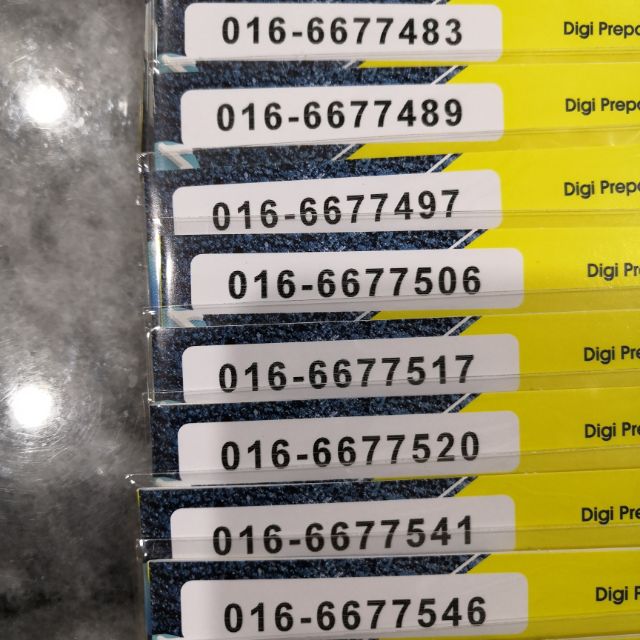 016-6677483 Digi Prepa
016-6677489 Digi Prepa
016-6677497 Digi Prepa
016-6677506 Digi Pr
016-6677517 Digi Pre
016-6677520 Digi Pre
016-6677541 Digi Pre
016-6677546 Digi P